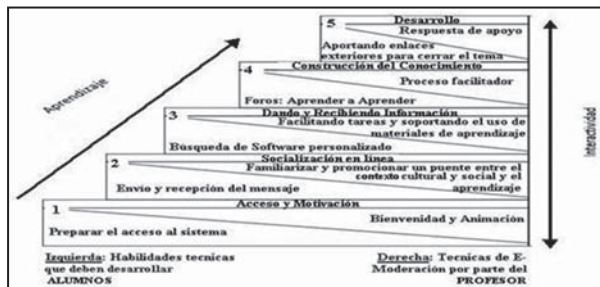 5 Desarrollo
Respuesta de apoyo
Aportando enlaces
exteriores para cerrar el tema
4 Construcción del Conocimiento
Proceso facilitador
Foros: Aprender a Aprender
3 Dando y Recibiendo Información
Facilitando tareas y soportando el uso de
materiales de aprendizaje
Búsqueda de Software personalizado
2 Socialización en línea
Familiarizar y promocionar un puente entre el
contexto cultural y social y el
aprendizaje
Envío y recepción del mensaje
1 Acceso y Motivación
Bienvenidad y Animación
Preparar el acceso al sistema
Aprendizaje
Interactividad
Izquierda: Habilidades tecnicas
que deben desarrollar
ALUMNOS
Derecha: Tecnicas de E-
Moderación por parte del
PROFESOR